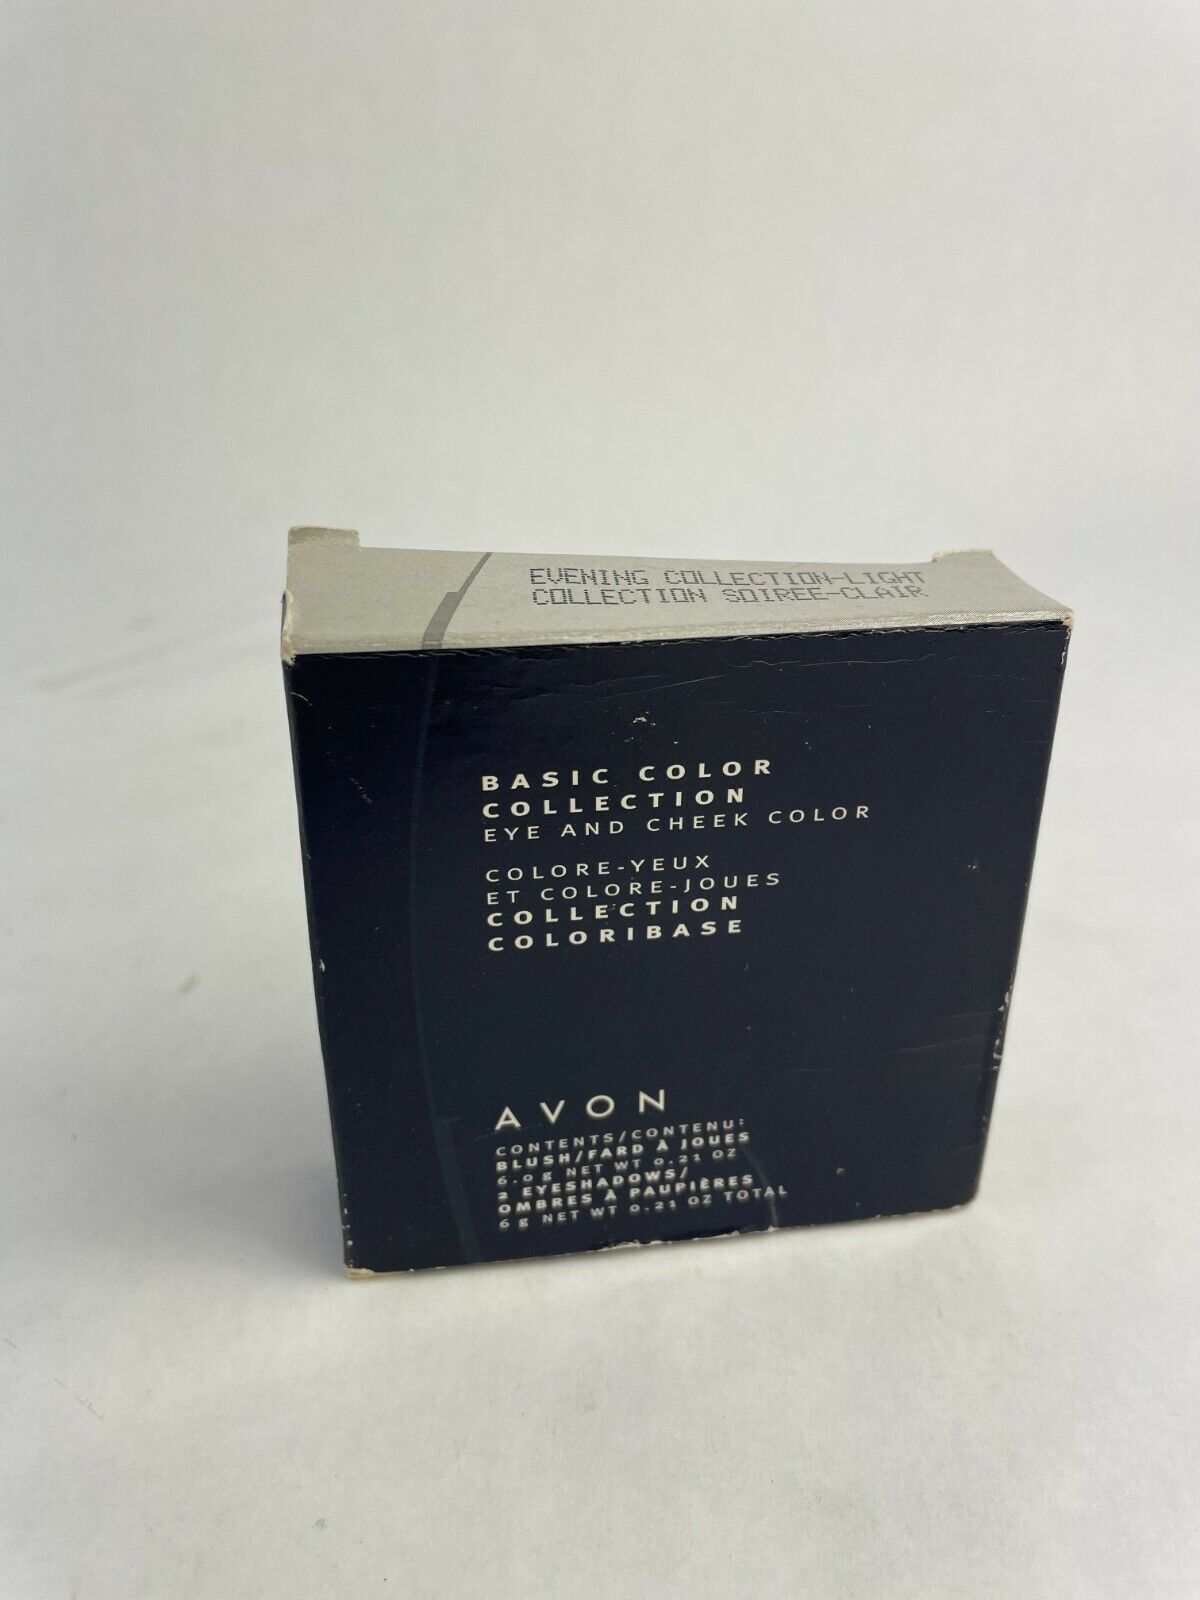 EVENING COLLECTION-LIGHT
COLLECTION SOIREE-CLAIR
BASIC COLOR
COLLECTION
EYE AND CHEEK COLOR
COLORE-YEUX
ET COLORE-JOUES
COLLECTION
COLORIBASE
AVON
CONTENTS/CONTENU:
BLUSH/FARD À JOUES
6.0 g NET WT 0.21 OZ
2 EYESHADOWS/
OMBRES À PAUPIÈRES
6 g NET WT 0.21 OZ TOTAL